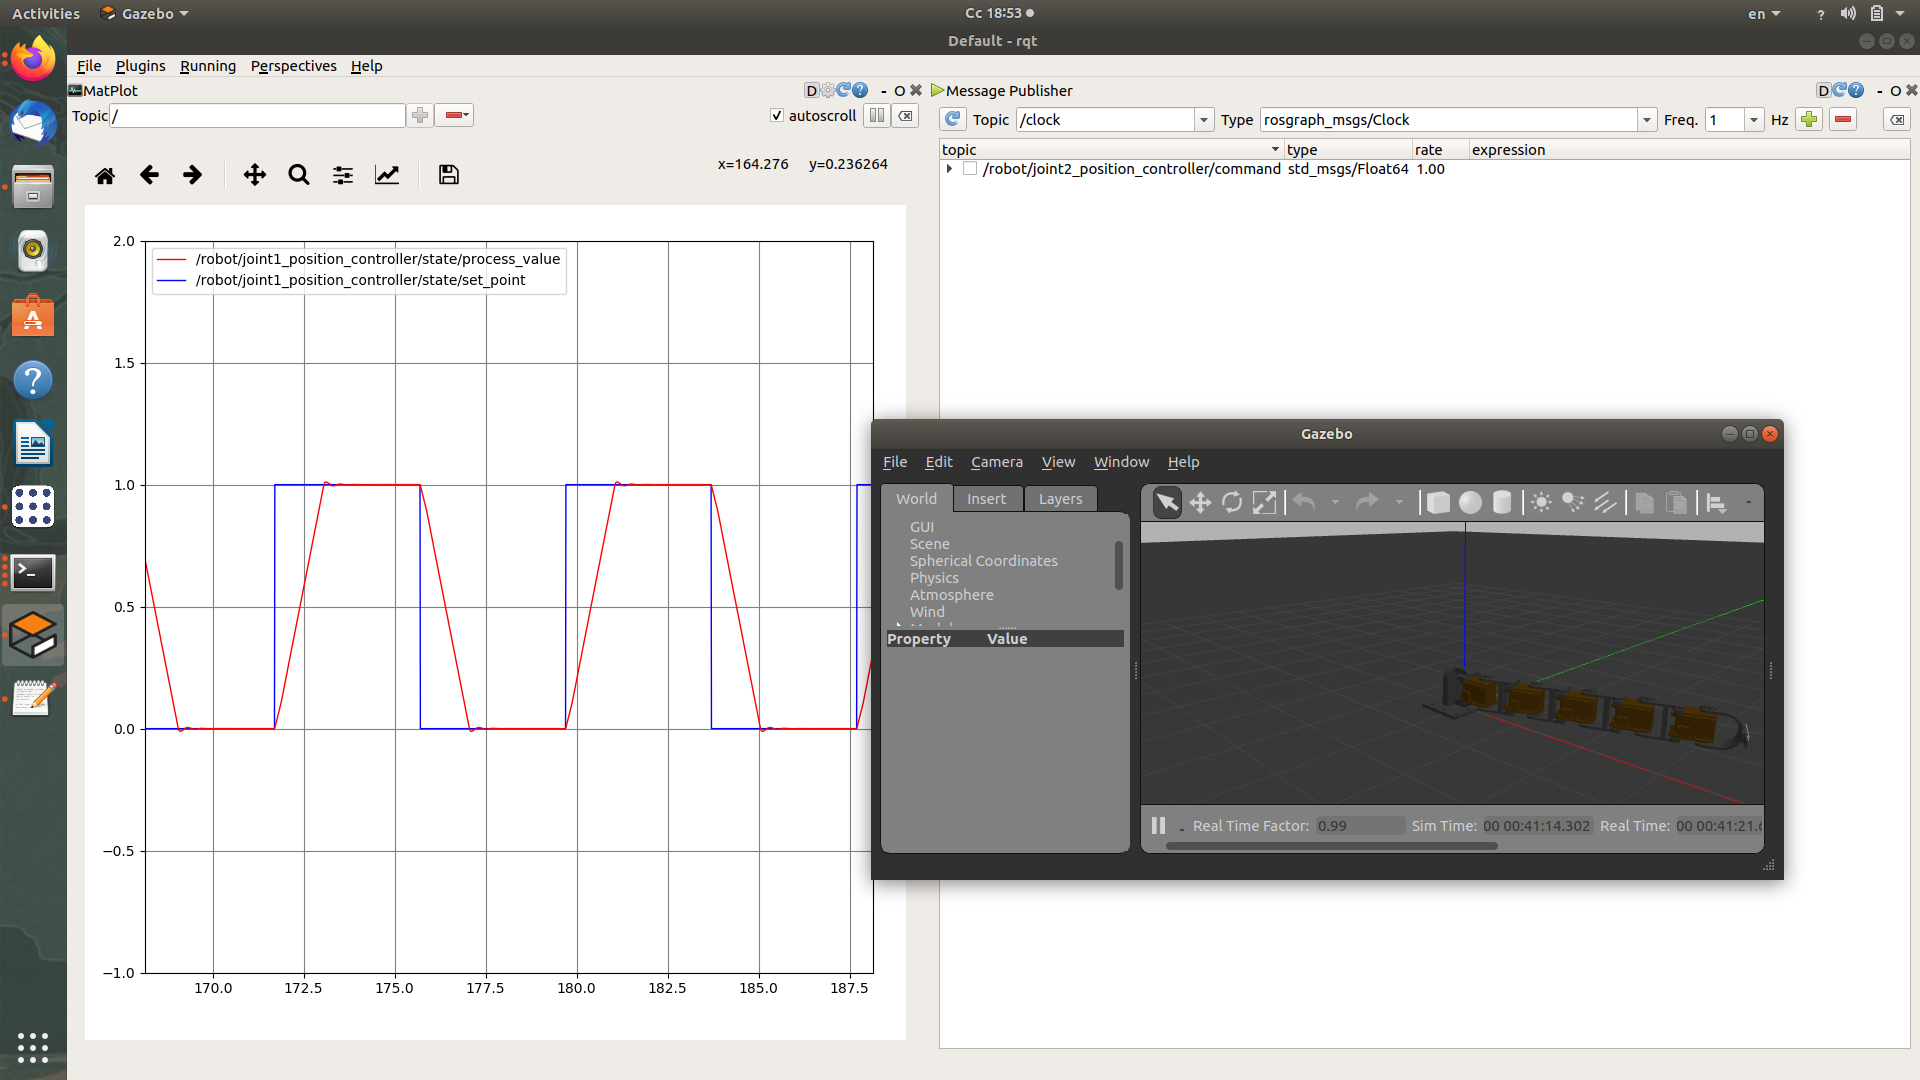 Activities Gazebo Сс 18:53 en ?
Default - rqt
File Plugins Running Perspectives Help
MatPlot D - O
Topic / autoscroll
x=164.276 y=0.236264
2.0
1.5
1.0
0.5
0.0
−0.5
−1.0
/robot/joint1_position_controller/state/process_value
/robot/joint1_position_controller/state/set_point
170.0 172.5 175.0 177.5 180.0 182.5 185.0 187.5
Message Publisher D - O
Topic /clock Type rosgraph_msgs/Clock Freq. 1 Hz
topic type rate expression
/robot/joint2_position_controller/command std_msgs/Float64 1.00
Gazebo
File Edit Camera View Window Help
World Insert Layers
GUI
Scene
Spherical Coordinates
Physics
Atmosphere
Wind
Property Value
Real Time Factor: 0.99 Sim Time: 00 00:41:14.302 Real Time: 00 00:41:21.